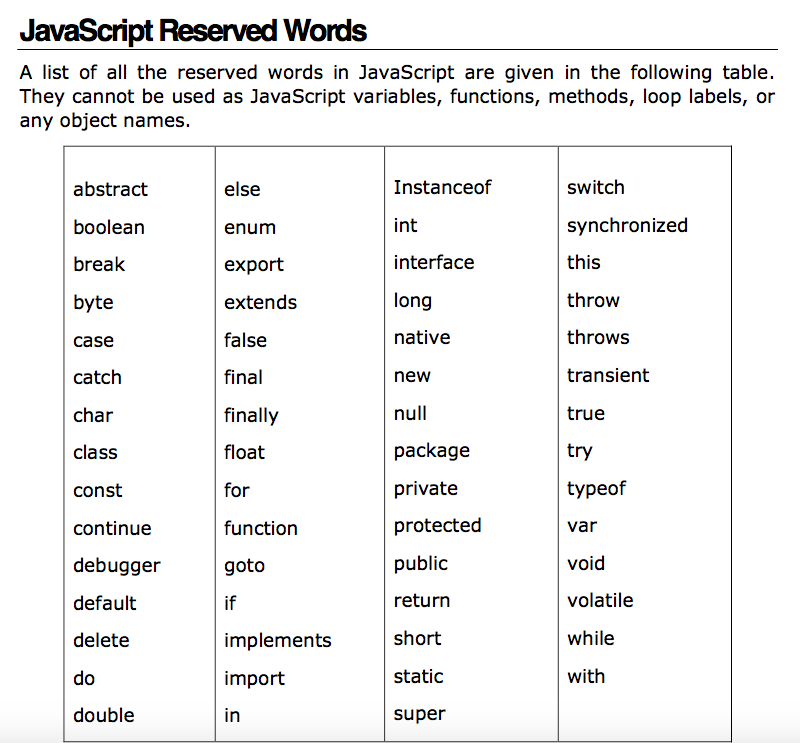 JavaScript Reserved Words
A list of all the reserved words in JavaScript are given in the following table.
They cannot be used as JavaScript variables, functions, methods, loop labels, or
any object names.
abstract
boolean
break
byte
case
catch
char
class
const
continue
debugger
default
delete
do
double
else
enum
export
extends
false
final
finally
float
for
function
goto
if
implements
import
in
Instanceof
int
interface
long
native
new
null
package
private
protected
public
return
short
static
super
switch
synchronized
this
throw
throws
transient
true
try
typeof
var
void
volatile
while
with